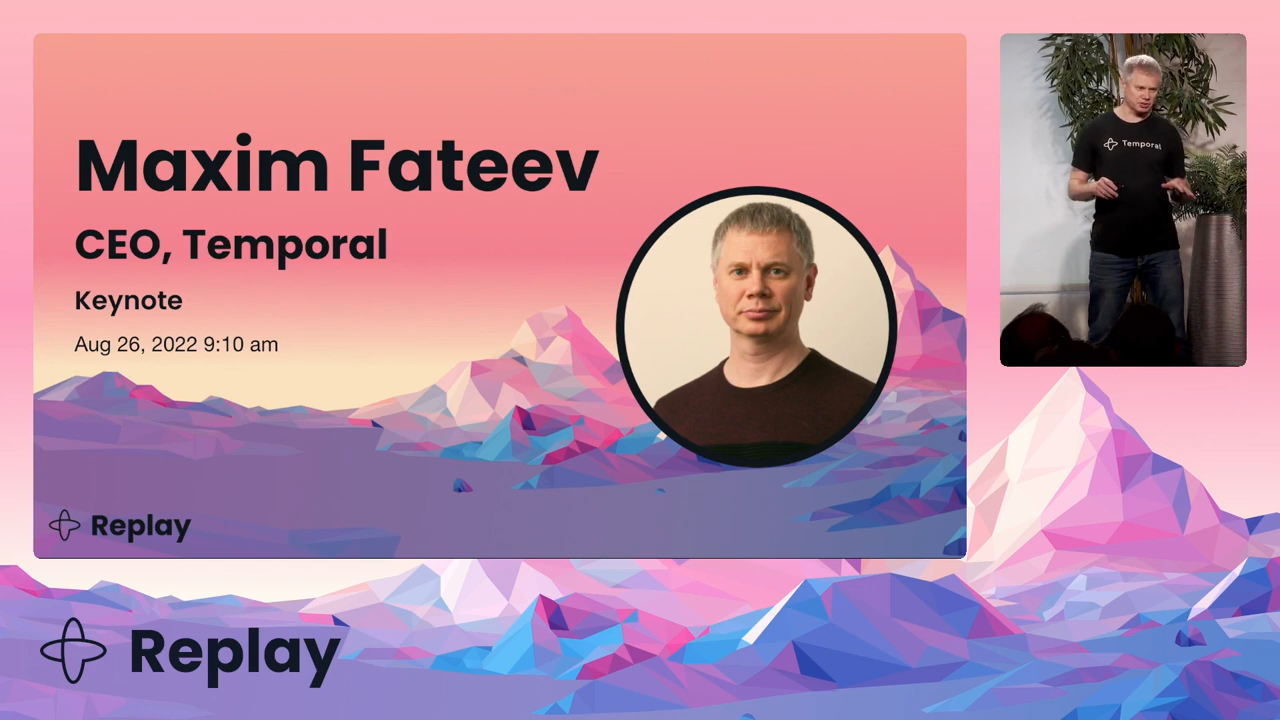 Maxim Fateev
CEO, Temporal
Keynote
Aug 26, 2022 9:10 am
Replay
Temporal
Replay